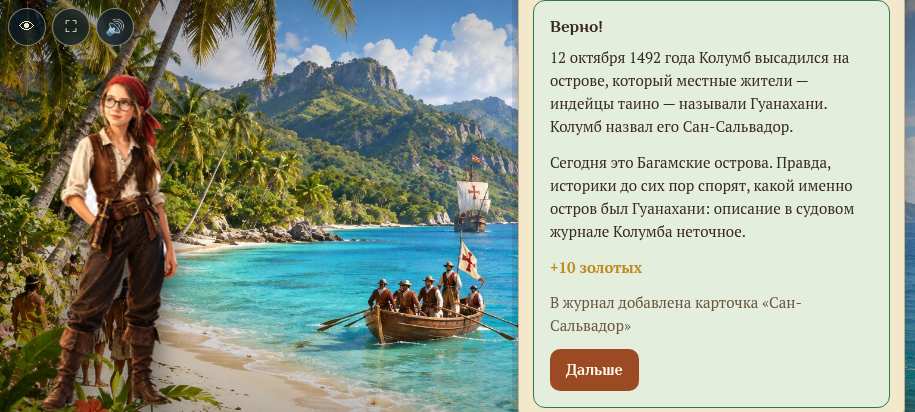 Верно!
12 октября 1492 года Колумб высадился на
острове, который местные жители —
индейцы таино — называли Гуанахани.
Колумб назвал его Сан-Сальвадор.
Сегодня это Багамские острова. Правда,
историки до сих пор спорят, какой именно
остров был Гуанахани: описание в судовом
журнале Колумба неточное.
+10 золотых
В журнал добавлена карточка «Сан-
Сальвадор»
Дальше